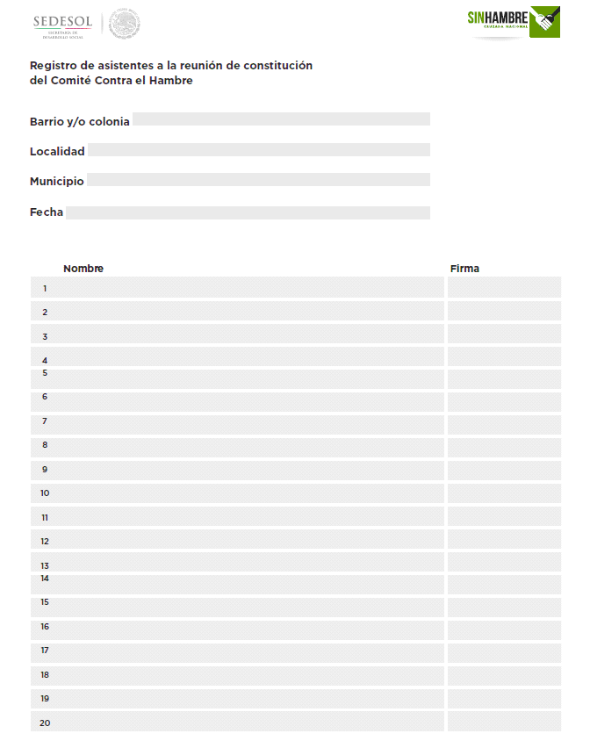 SEDESOL
SECRETARÍA DE
DESARROLLO SOCIAL
SINHAMBRE
CRUZADA NACIONAL
Registro de asistentes a la reunión de constitución
del Comité Contra el Hambre
Barrio y/o colonia
Localidad
Municipio
Fecha
Nombre Firma
1
2
3
4
5
6
7
8
9
10
11
12
13
14
15
16
17
18
19
20